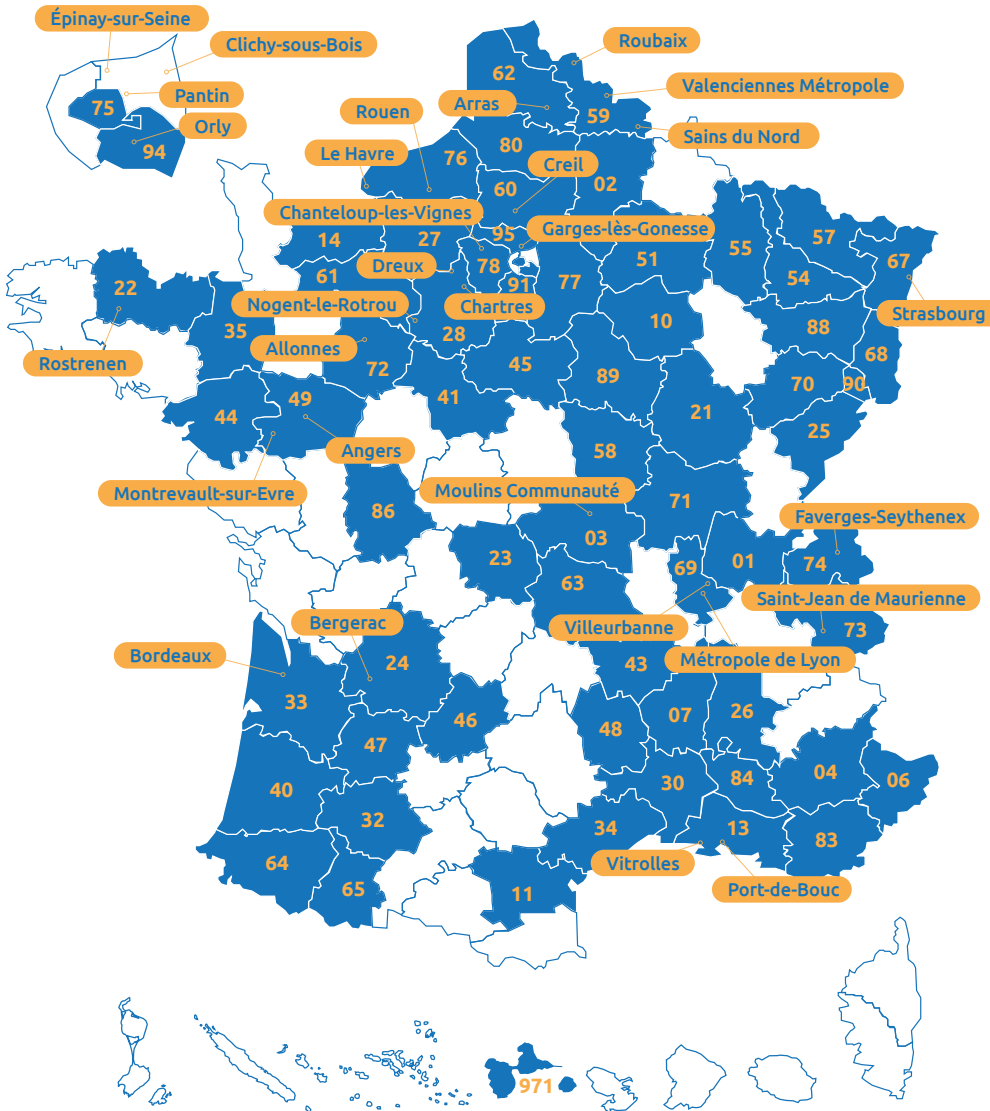 Épinay-sur-Seine
Clichy-sous-Bois
Roubaix
62
Valenciennes Métropole
Pantin
75
Arras
Rouen
59
Orly
Sains du Nord
94
80
Le Havre
76
Creil
60
02
Chanteloup-les-Vignes
14
27
95
Garges-lès-Gonesse
55
57
51
67
Dreux
78
61
54
22
91
77
Nogent-le-Rotrou
Chartres
Strasbourg
10
35
28
88
Allonnes
68
Rostrenen
72
45
89
70
90
49
41
21
44
25
Angers
58
Moulins Communauté
Montrevault-sur-Evre
71
86
Faverges-Seythenex
03
23
69
01
74
63
Saint-Jean de Maurienne
Bergerac
Villeurbanne
73
Bordeaux
24
43
Métropole de Lyon
33
46
48
07
26
47
04
84
06
40
30
32
34
13
83
64
Vitrolles
65
11
Port-de-Bouc
971